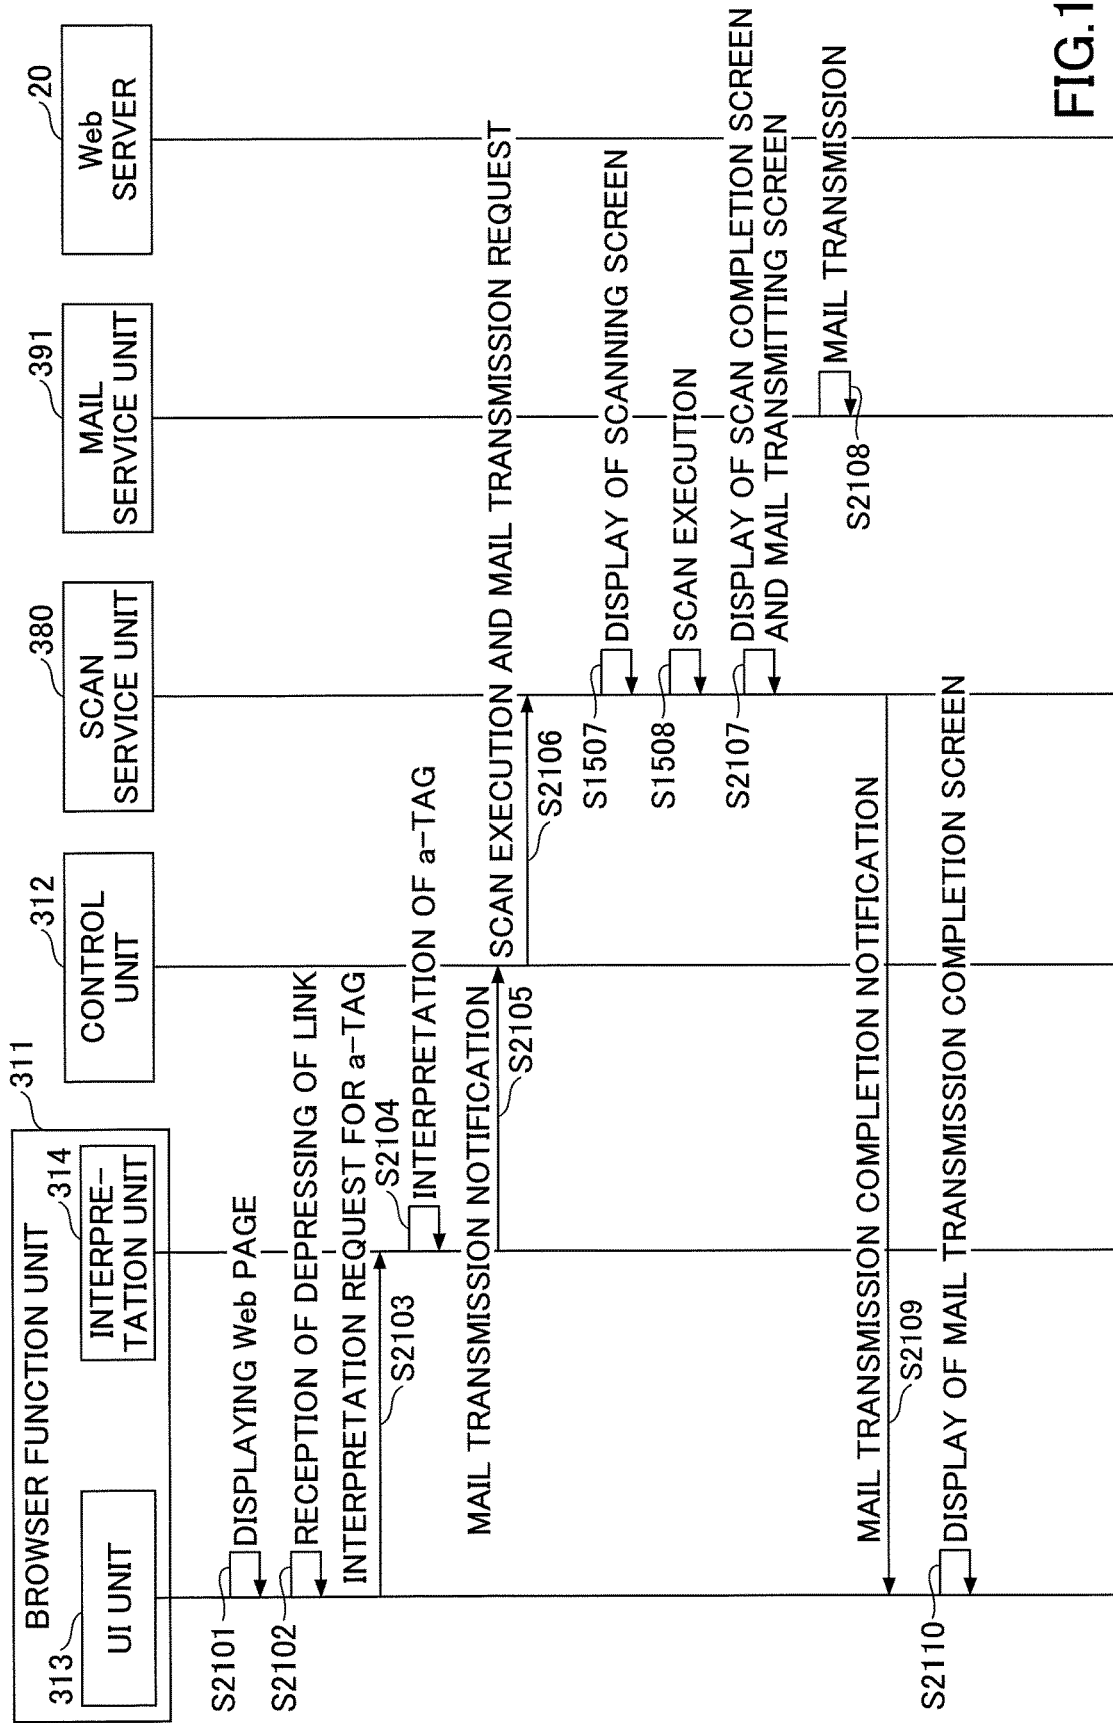 BROWSER FUNCTION UNIT
311
313
UI UNIT
314
INTERPRE-
TATION UNIT
312
CONTROL
UNIT
380
SCAN
SERVICE UNIT
391
MAIL
SERVICE UNIT
20
Web
SERVER
S2101
DISPLAYING Web PAGE
S2102
RECEPTION OF DEPRESSING OF LINK
INTERPRETATION REQUEST FOR a-TAG
S2103
S2104
INTERPRETATION OF a-TAG
MAIL TRANSMISSION NOTIFICATION
S2105
SCAN EXECUTION AND MAIL TRANSMISSION REQUEST
S2106
S1507
DISPLAY OF SCANNING SCREEN
S1508
SCAN EXECUTION
S2107
DISPLAY OF SCAN COMPLETION SCREEN
AND MAIL TRANSMITTING SCREEN
MAIL TRANSMISSION
S2108
MAIL TRANSMISSION COMPLETION NOTIFICATION
S2109
S2110
DISPLAY OF MAIL TRANSMISSION COMPLETION SCREEN
FIG.1